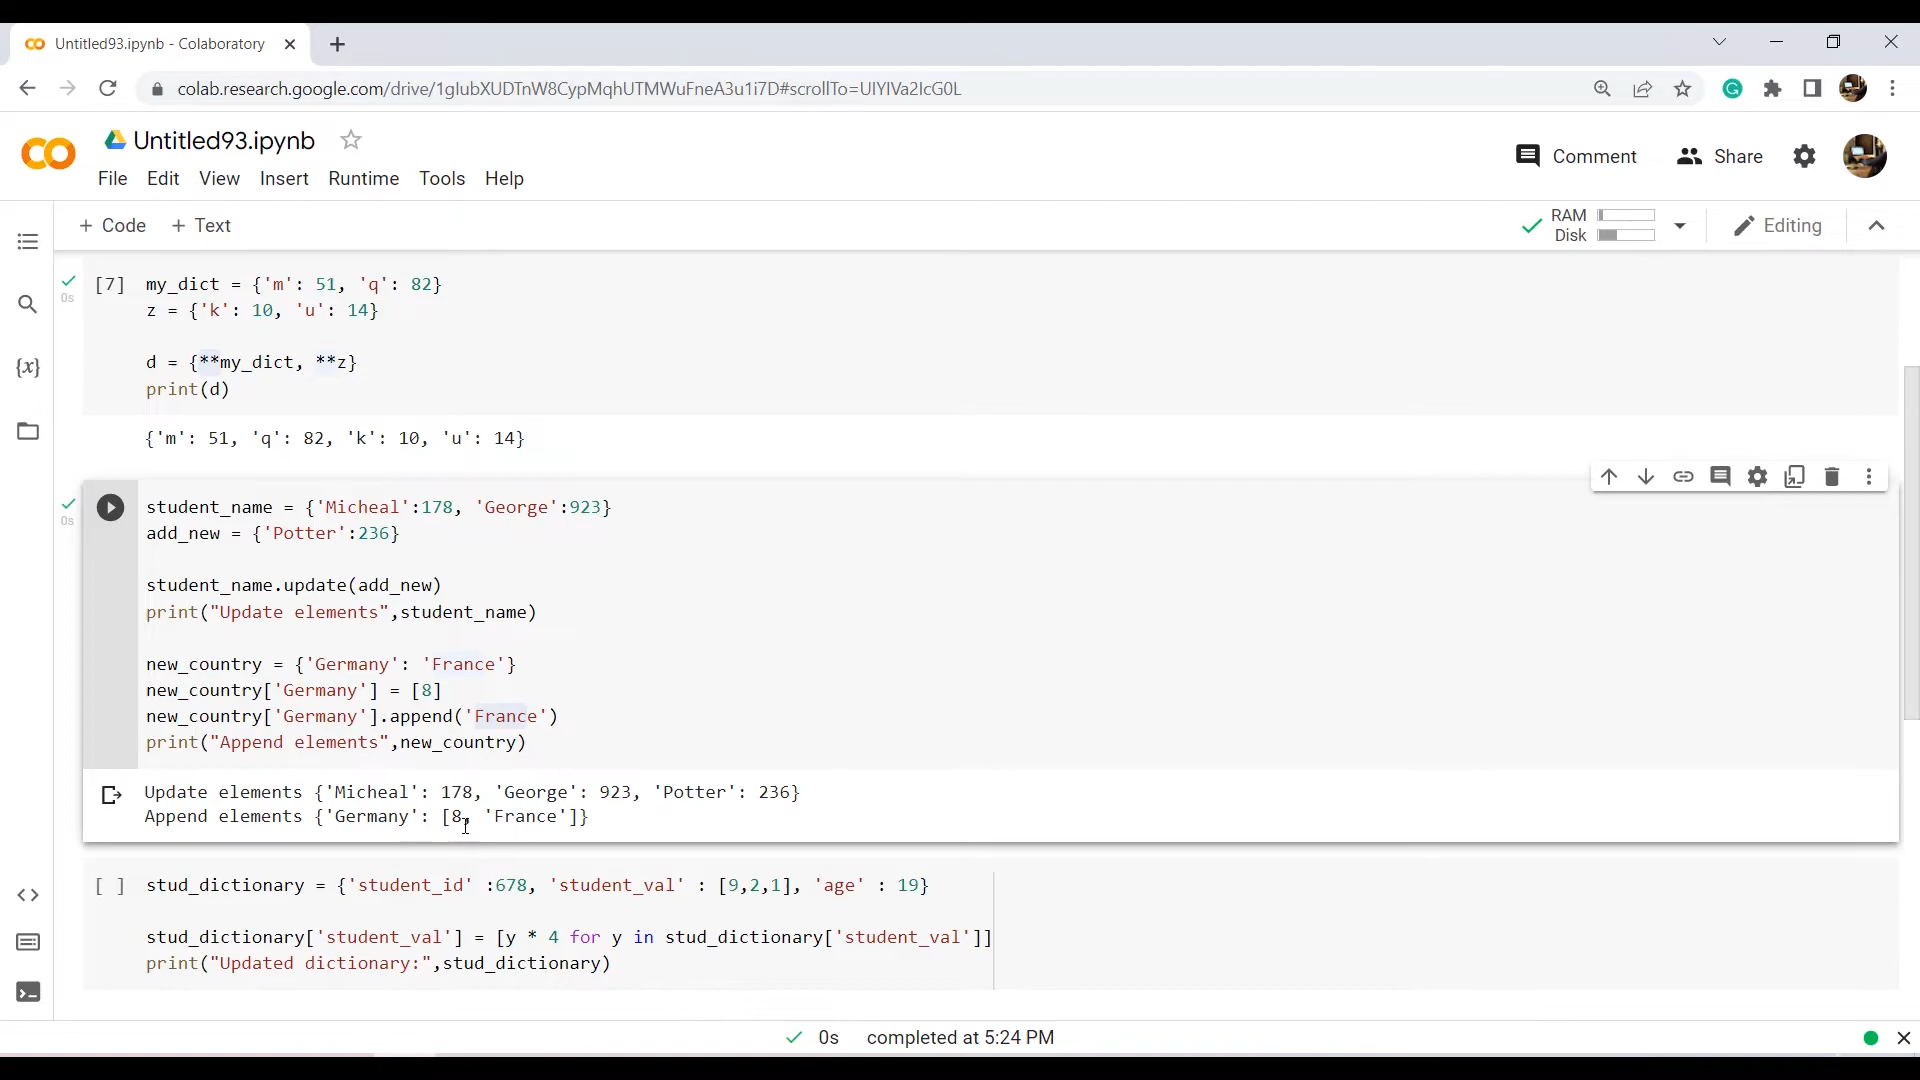 Untitled93.ipynb - Colaboratory
colab.research.google.com/drive/1gIubXUDTnW8CypMqhUTMWuFneA3u1i7D#scrollTo=UIYIVa2IcG0L
Untitled93.ipynb
Comment Share
File Edit View Insert Runtime Tools Help
+ Code + Text
RAM
Disk
Editing
[7] my_dict = {'m': 51, 'q': 82}
0s
z = {'k': 10, 'u': 14}
d = {**my_dict, **z}
print(d)
{'m': 51, 'q': 82, 'k': 10, 'u': 14}
student_name = {'Micheal':178, 'George':923}
0s
add_new = {'Potter':236}
student_name.update(add_new)
print("Update elements",student_name)
new_country = {'Germany': 'France'}
new_country['Germany'] = [8]
new_country['Germany'].append('France')
print("Append elements",new_country)
Update elements {'Micheal': 178, 'George': 923, 'Potter': 236}
Append elements {'Germany': [8, 'France']}
[ ] stud_dictionary = {'student_id' :678, 'student_val' : [9,2,1], 'age' : 19}
stud_dictionary['student_val'] = [y * 4 for y in stud_dictionary['student_val']]
print("Updated dictionary:",stud_dictionary)
0s completed at 5:24 PM